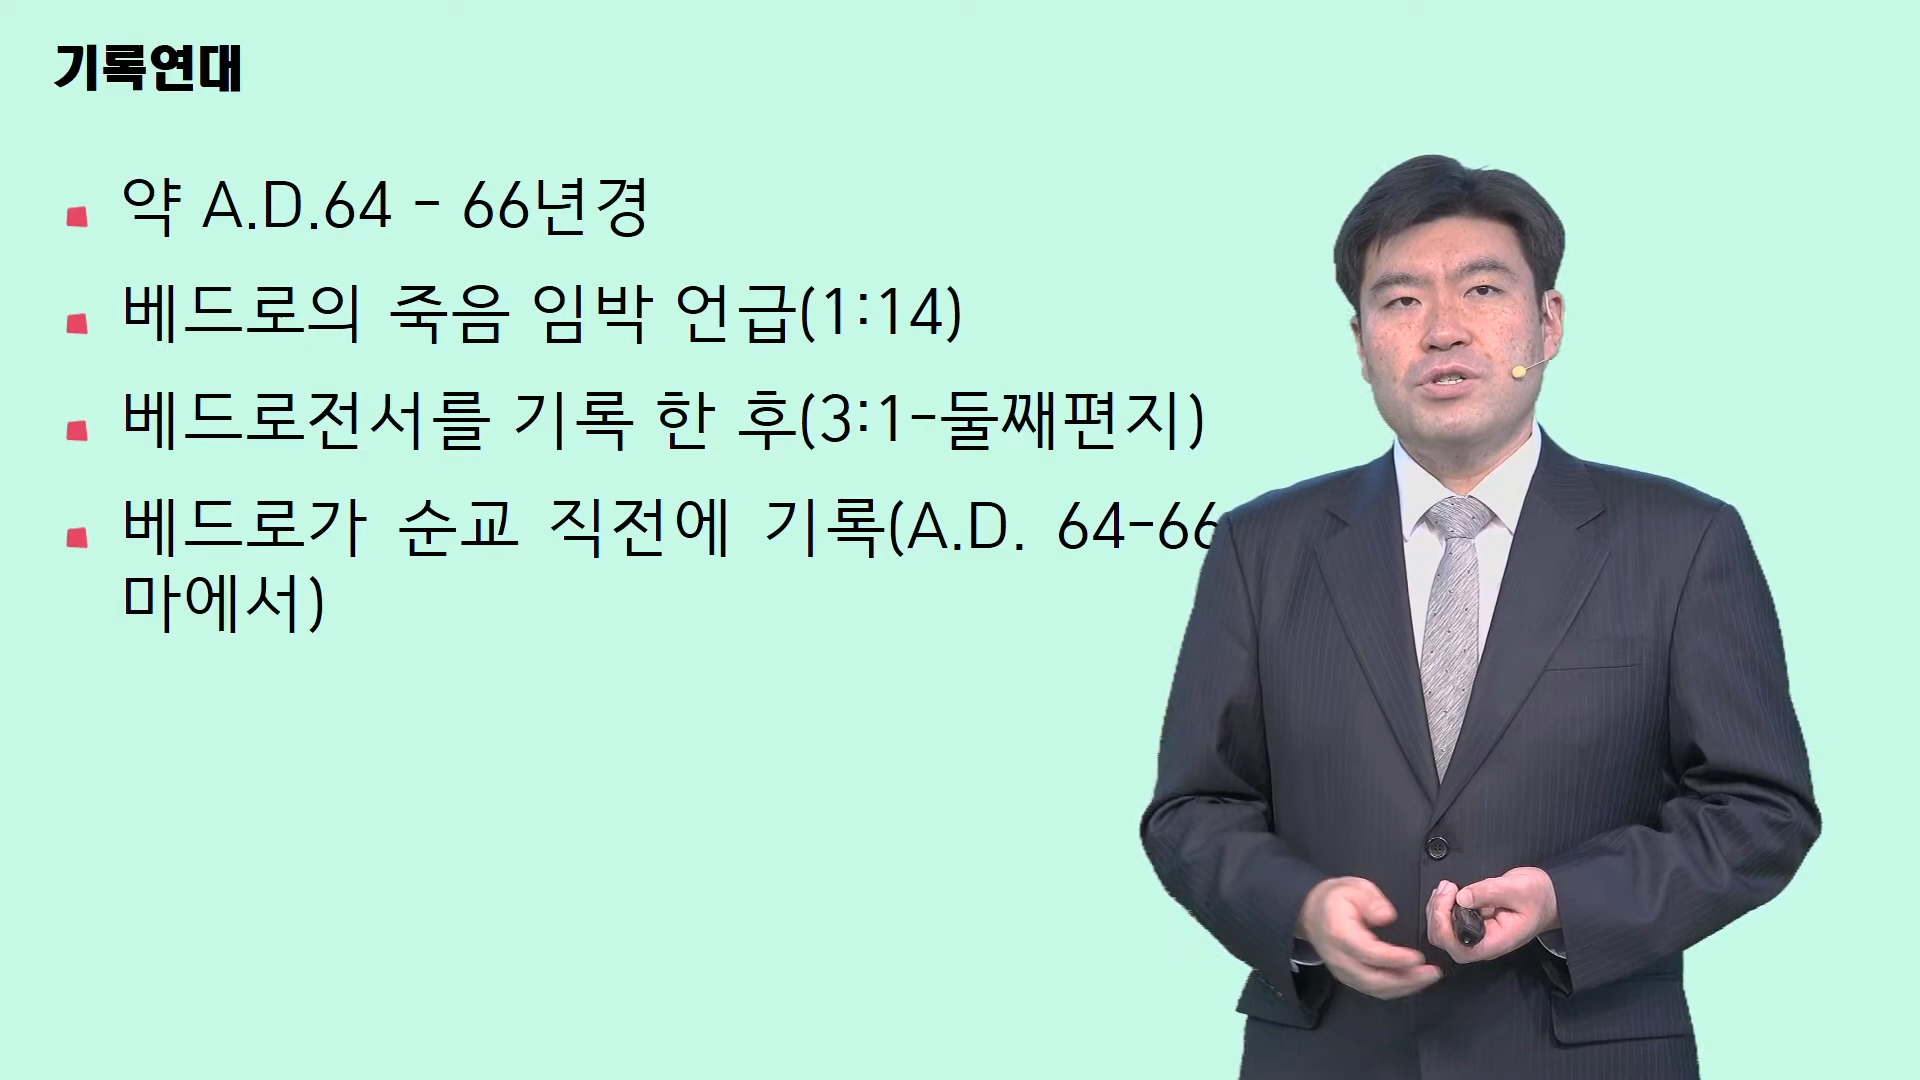 기록연대
약 A.D.64 - 66년경
베드로의 죽음 임박 언급(1:14)
베드로전서를 기록 한 후(3:1-둘째편지)
베드로가 순교 직전에 기록(A.D. 64-66
마에서)